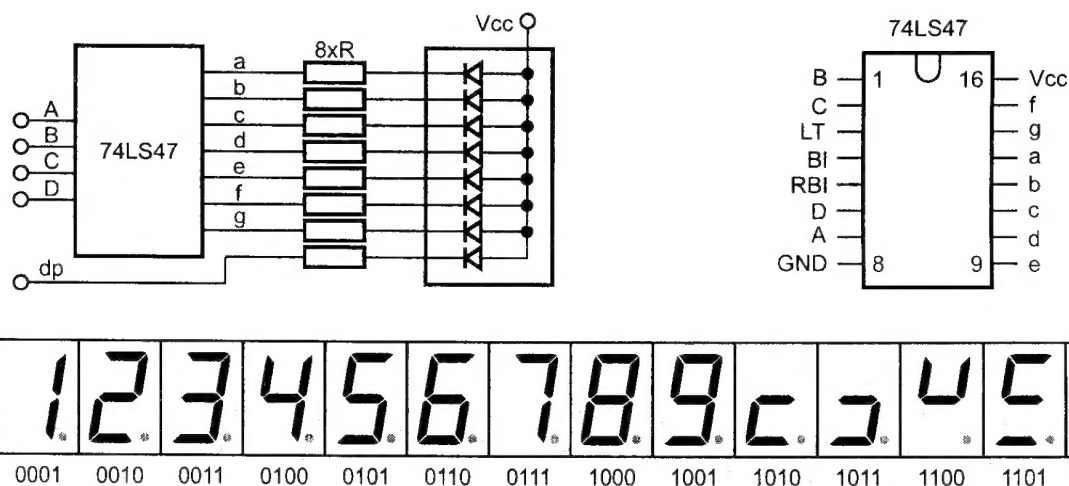 Vcc
8xR
74LS47
a
b
c
d
e
f
g
A
B
C
D
dp
74LS47
B 1 16 Vcc
C f
LT g
BI a
RBI b
D c
A d
GND 8 9 e
0001 0010 0011 0100 0101 0110 0111 1000 1001 1010 1011 1100 1101